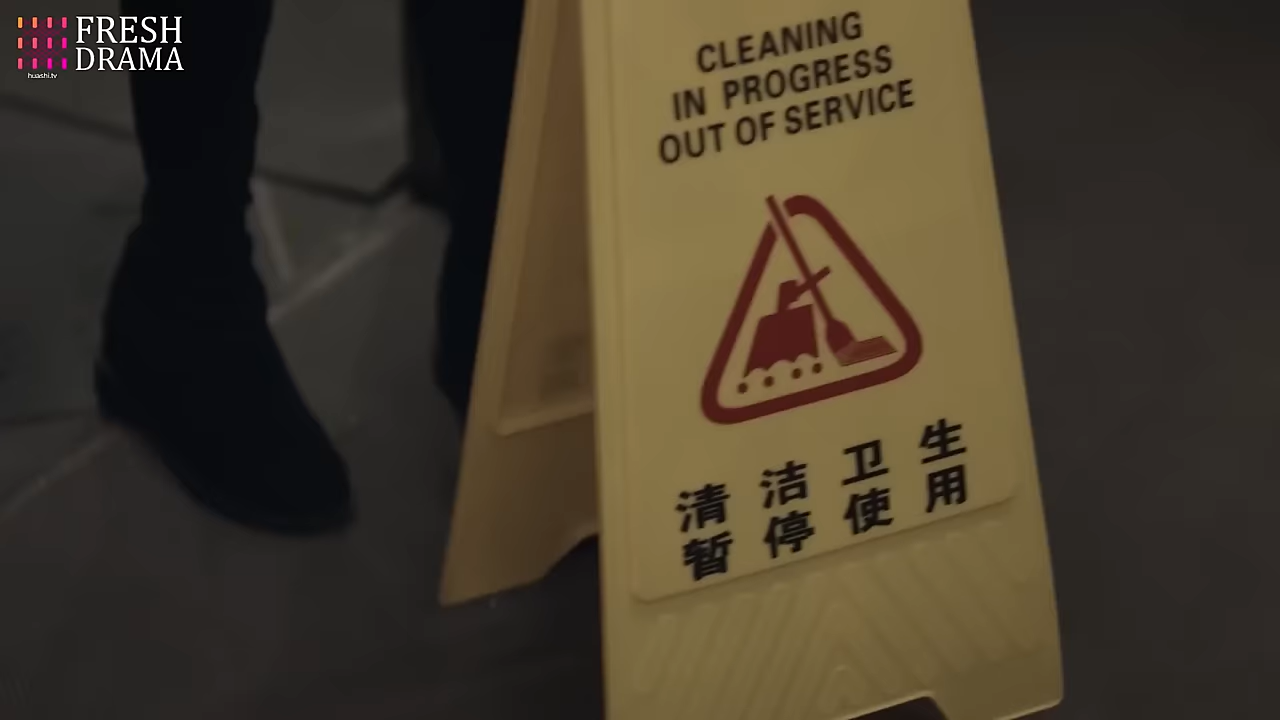 FRESH
DRAMA
huashi.tv
CLEANING
IN PROGRESS
OUT OF SERVICE
清洁卫生
暂停使用